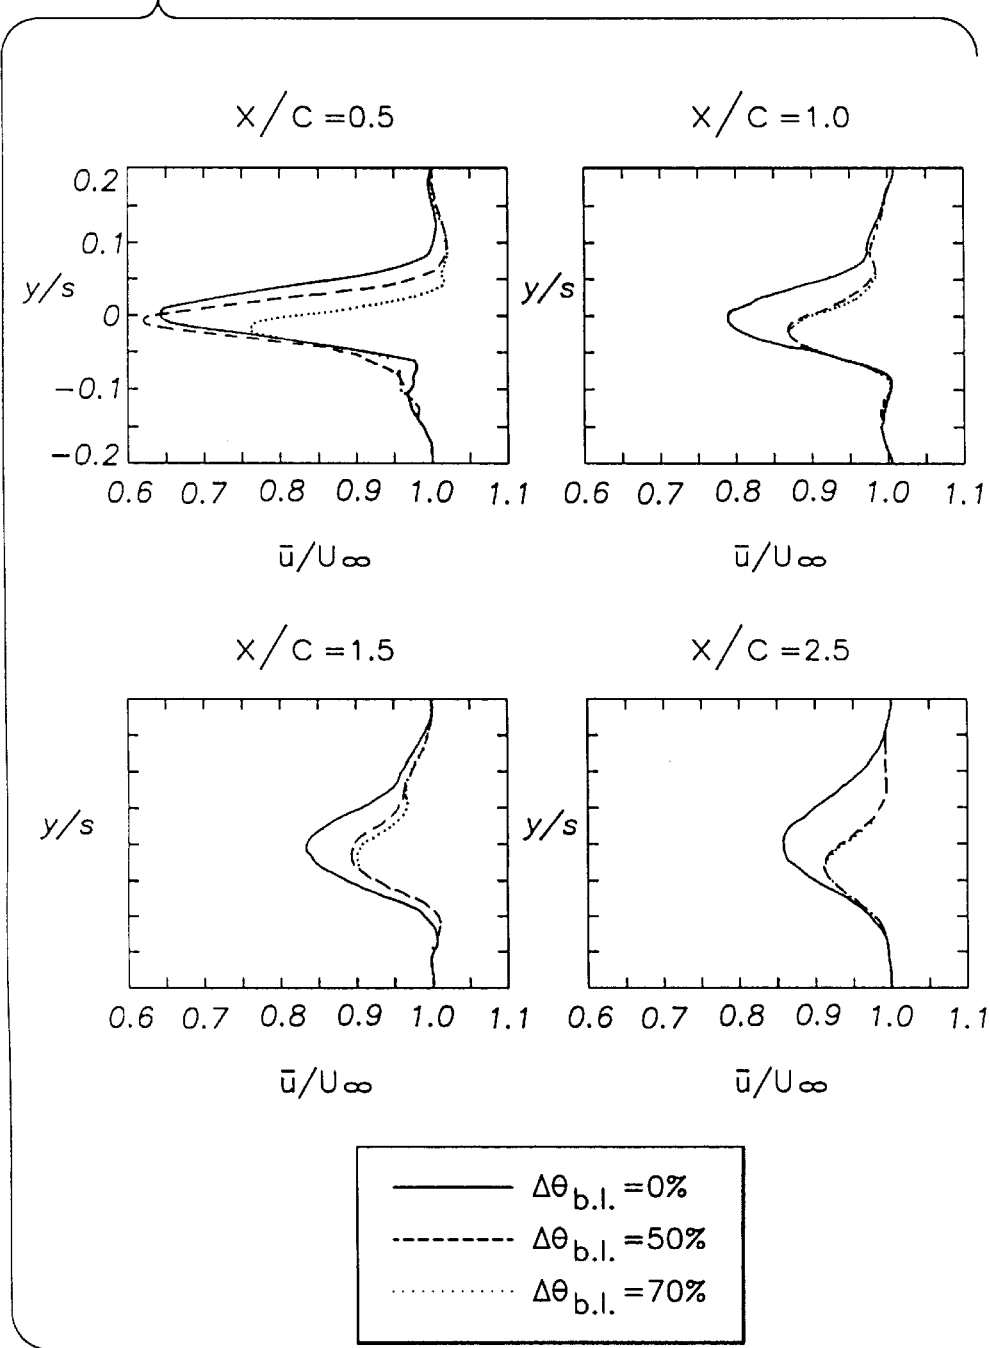 X/C=0.5
X/C=1.0
0.2
0.1
y/s
0
-0.1
-0.2
0.6 0.7 0.8 0.9 1.0 1.1
y/s
0.6 0.7 0.8 0.9 1.0 1.1
ū/U∞
ū/U∞
X/C=1.5
X/C=2.5
y/s
y/s
0.6 0.7 0.8 0.9 1.0 1.1
0.6 0.7 0.8 0.9 1.0 1.1
ū/U∞
ū/U∞
Δθb.l.=0%
Δθb.l.=50%
Δθb.l.=70%